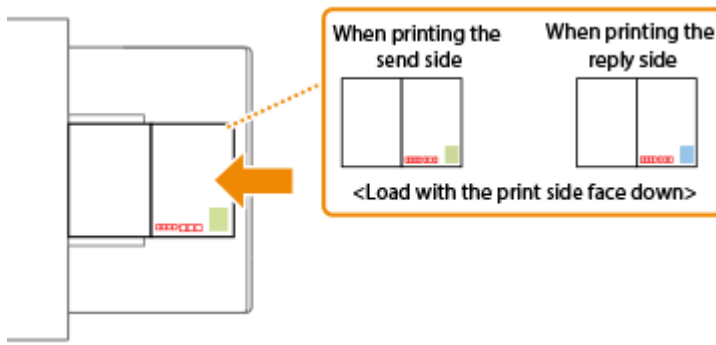 When printing the
send side
When printing the
reply side
<Load with the print side face down>